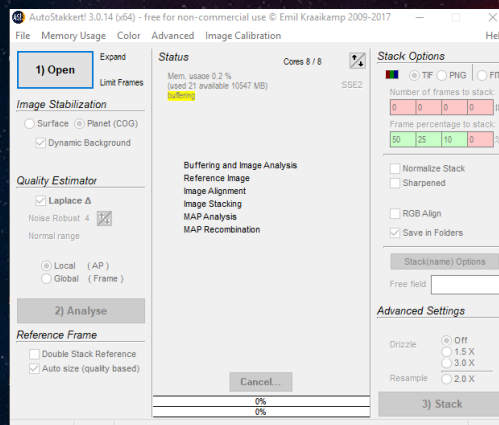 AutoStakkert! 3.0.14 (x64) - free for non-commercial use © Emil Kraaikamp 2009-2017
File Memory Usage Color Advanced Image Calibration
1) Open
Expand
Limit Frames
Image Stabilization
Surface Planet (COG)
Dynamic Background
Quality Estimator
Laplace Δ
Noise Robust 4
Normal range
Local (AP)
Global (Frame)
2) Analyse
Reference Frame
Double Stack Reference
Auto size (quality based)
Status
Cores 8 / 8
Mem. usage 0.2 %
(used 21 available 10547 MB)
SSE2
buffering
Buffering and Image Analysis
Reference Image
Image Alignment
Image Stacking
MAP Analysis
MAP Recombination
Cancel...
0%
0%
Stack Options
TIF PNG
Number of frames to stack:
0 0 0 0
Frame percentage to stack:
50 25 10 0 %
Normalize Stack
Sharpened
RGB Align
Save in Folders
Stack(name) Options
Free field
Advanced Settings
Drizzle
Off
1.5 X
3.0 X
Resample 2.0 X
3) Stack